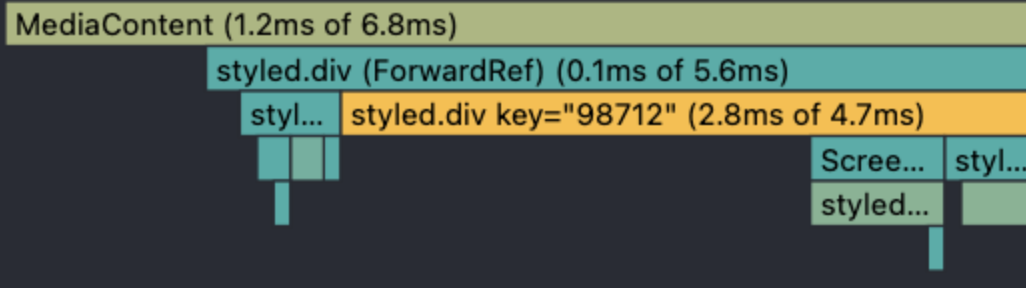 MediaContent (1.2ms of 6.8ms)
styled.div (ForwardRef) (0.1ms of 5.6ms)
styl... styled.div key="98712" (2.8ms of 4.7ms)
Scree... styl...
styled...